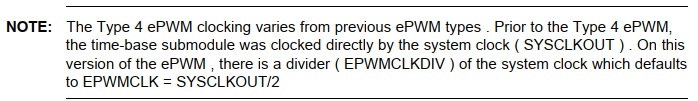 NOTE: The Type 4 ePWM clocking varies from previous ePWM types . Prior to the Type 4 ePWM,
the time-base submodule was clocked directly by the system clock ( SYSCLKOUT ) . On this
version of the ePWM , there is a divider ( EPWMCLKDIV ) of the system clock which defaults
to EPWMCLK = SYSCLKOUT/2